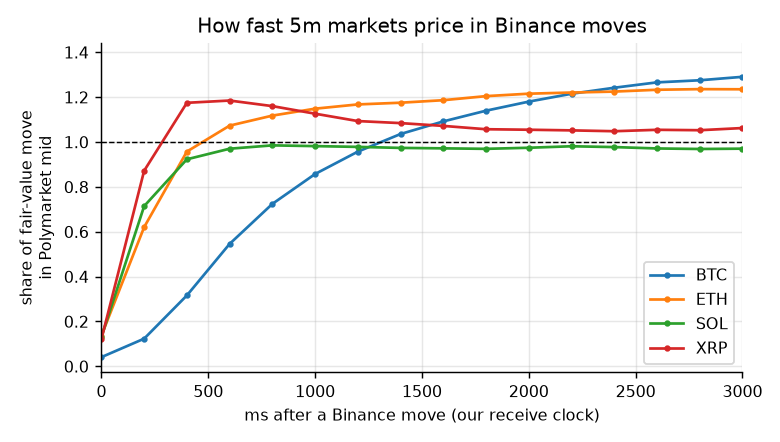 How fast 5m markets price in Binance moves
share of fair-value move
in Polymarket mid
1.4
1.2
1.0
0.8
0.6
0.4
0.2
0.0
BTC
ETH
SOL
XRP
0
500
1000
1500
2000
2500
3000
ms after a Binance move (our receive clock)